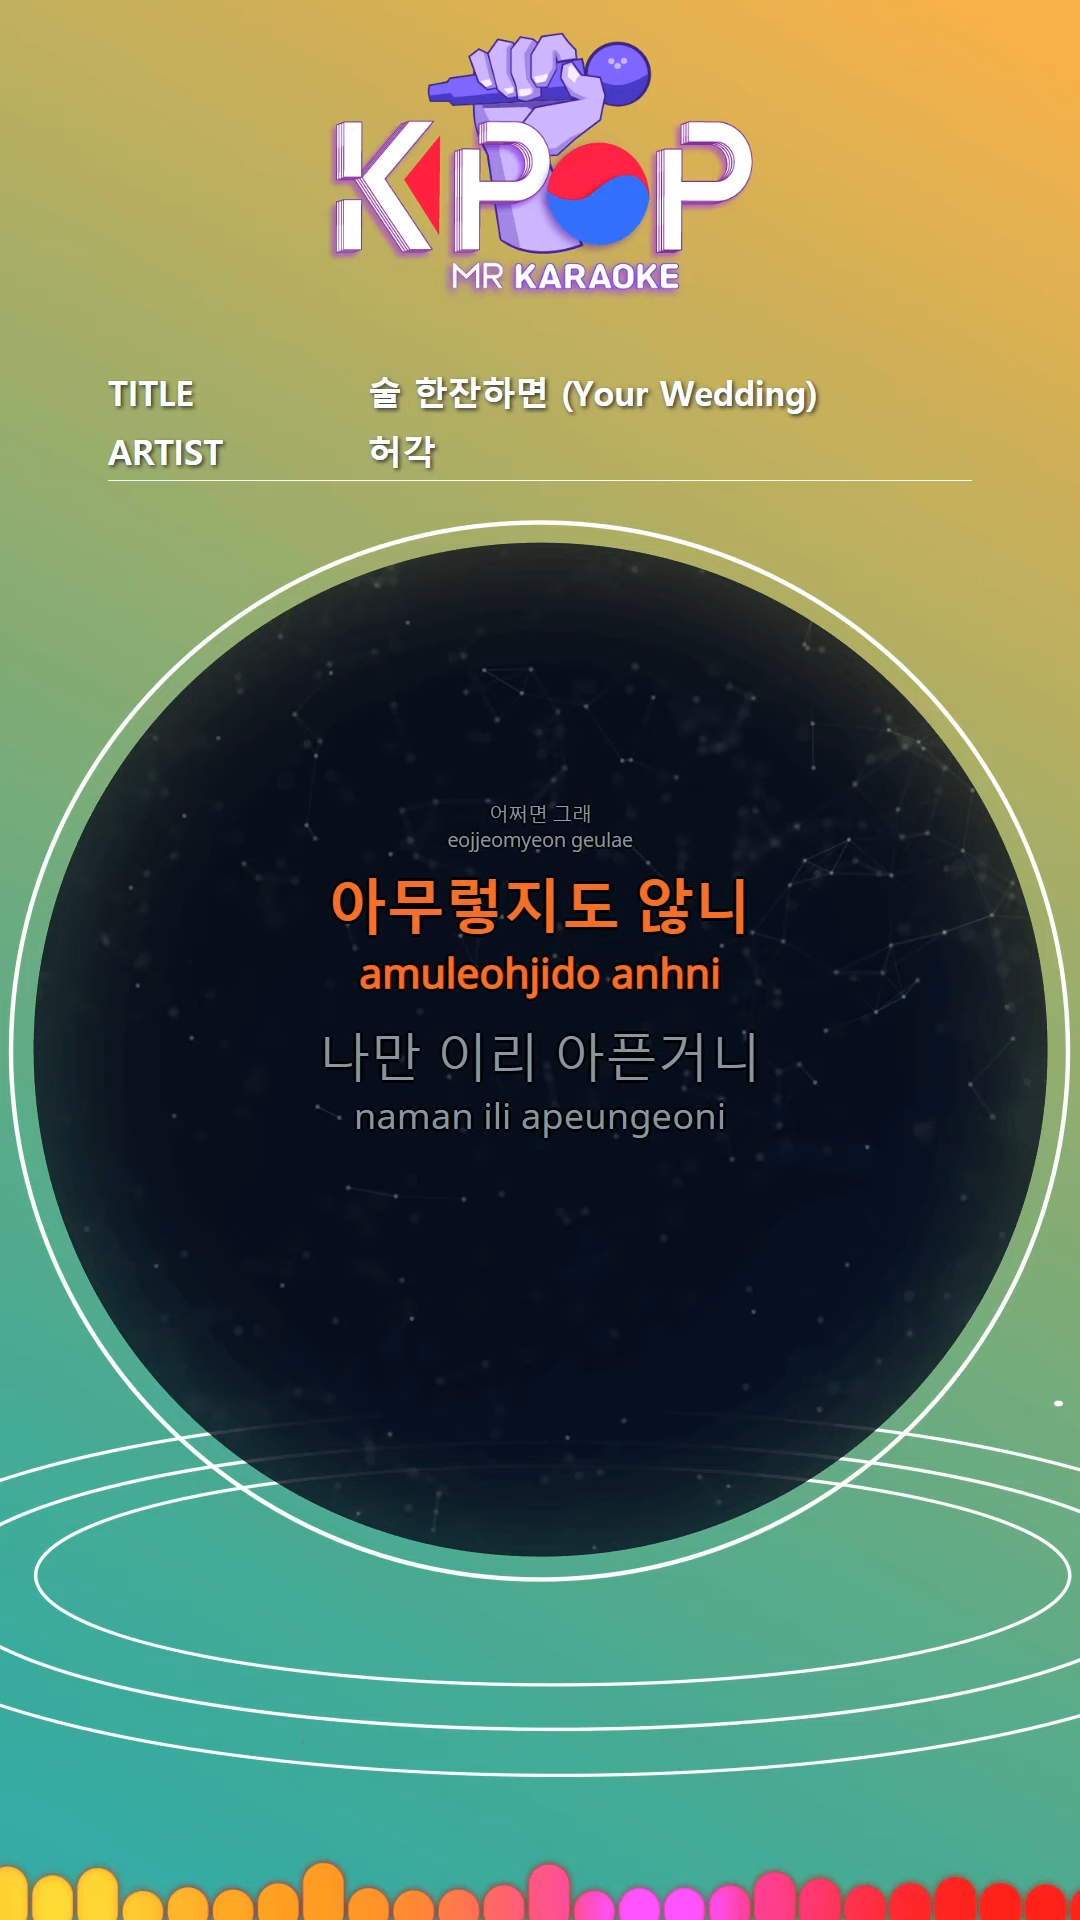 KPOP
MR KARAOKE
TITLE 술 한잔하면 (Your Wedding)
ARTIST 허각
어쩌면 그래
eojjeomyeon geulae
아무렇지도 않니
amuleohjido anhni
나만 이리 아픈거니
naman ili apeungeoni